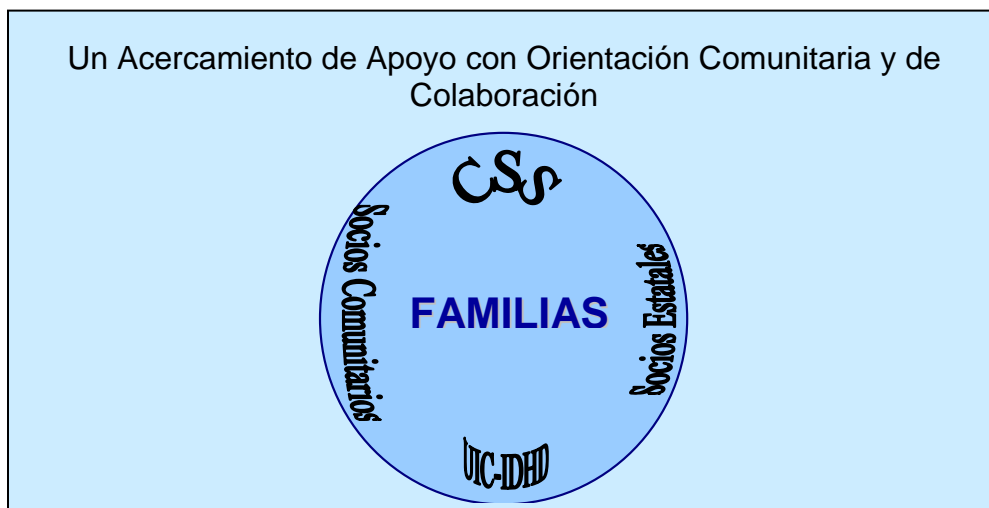 Un Acercamiento de Apoyo con Orientación Comunitaria y de
Colaboración
CSS
Socios Comunitarios
FAMILIAS
Socios Estatales
UIC-IDHD